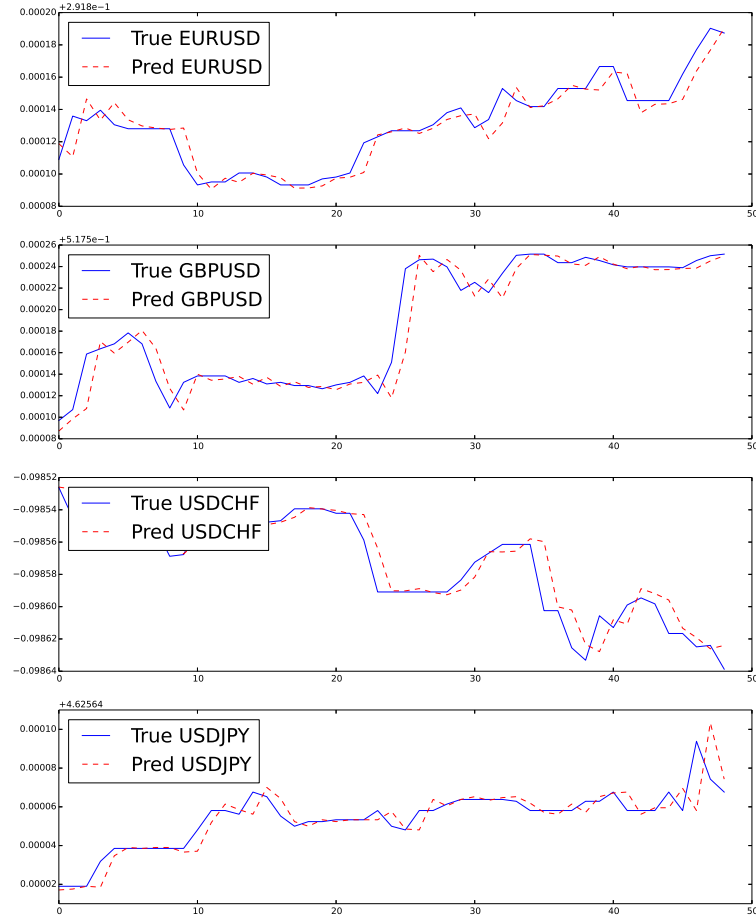 +2.918e−1
0.00020
0.00018
0.00016
0.00014
0.00012
0.00010
0.00008
True EURUSD
Pred EURUSD
0 10 20 30 40 50
+5.175e−1
0.00026
0.00024
0.00022
0.00020
0.00018
0.00016
0.00014
0.00012
0.00010
0.00008
True GBPUSD
Pred GBPUSD
0 10 20 30 40 50
−0.09852
−0.09854
−0.09856
−0.09858
−0.09860
−0.09862
−0.09864
True USDCHF
Pred USDCHF
0 10 20 30 40 50
+4.62564
0.00010
0.00008
0.00006
0.00004
0.00002
True USDJPY
Pred USDJPY
0 10 20 30 40 50